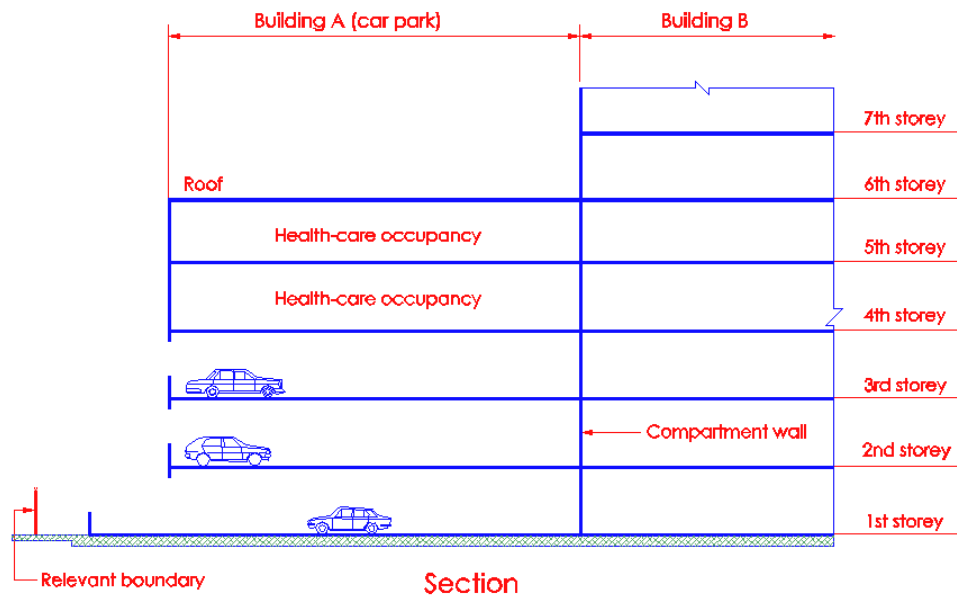 Building A (car park)
Building B
7th storey
Roof
6th storey
Health-care occupancy
5th storey
Health-care occupancy
4th storey
3rd storey
Compartment wall
2nd storey
1st storey
Relevant boundary
Section